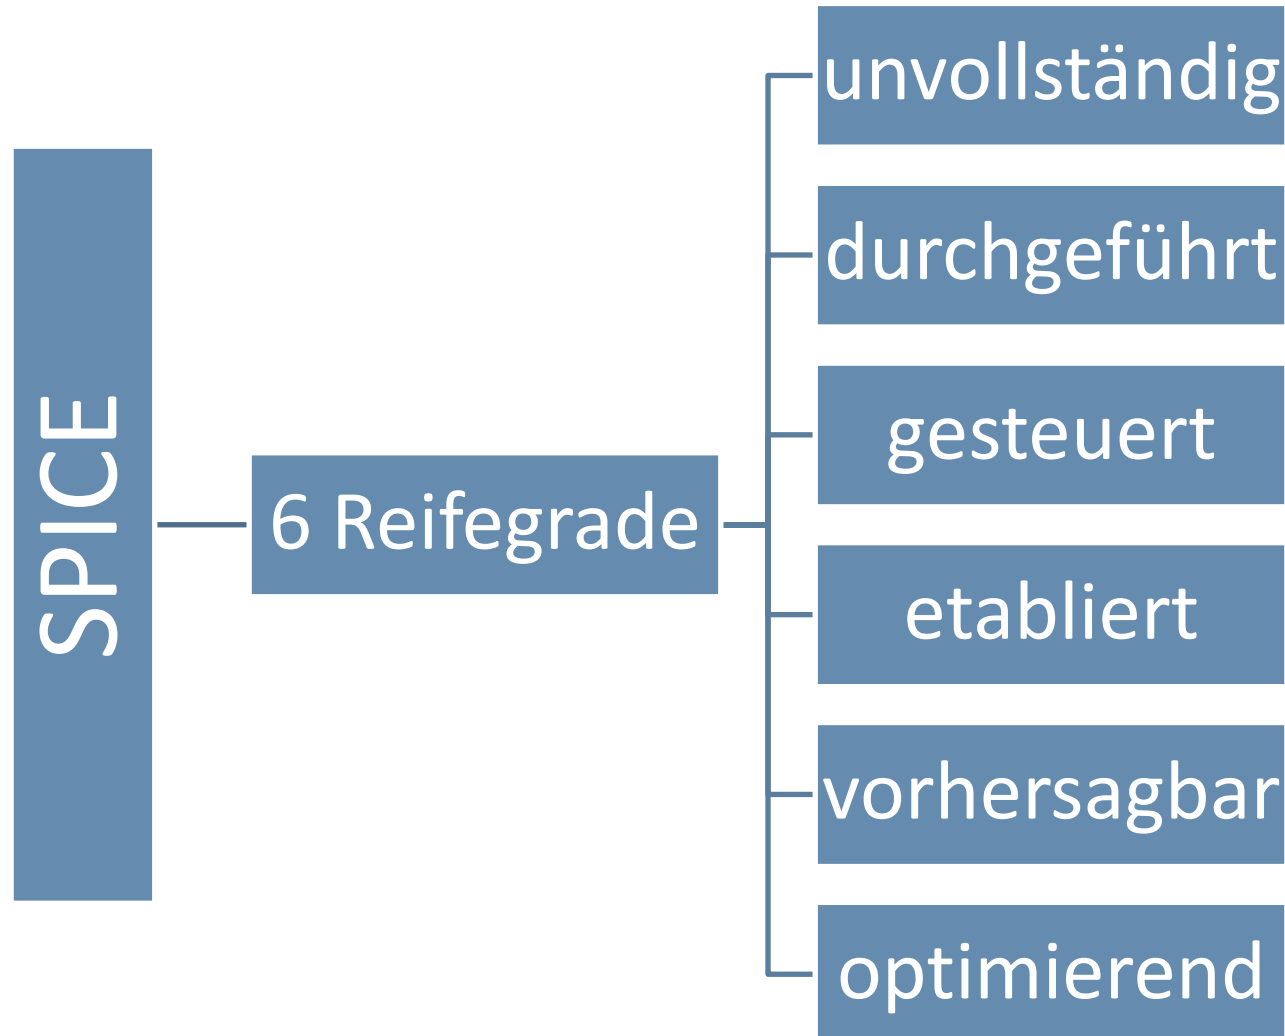 SPICE
6 Reifegrade
unvollständig
durchgeführt
gesteuert
etabliert
vorhersagbar
optimierend